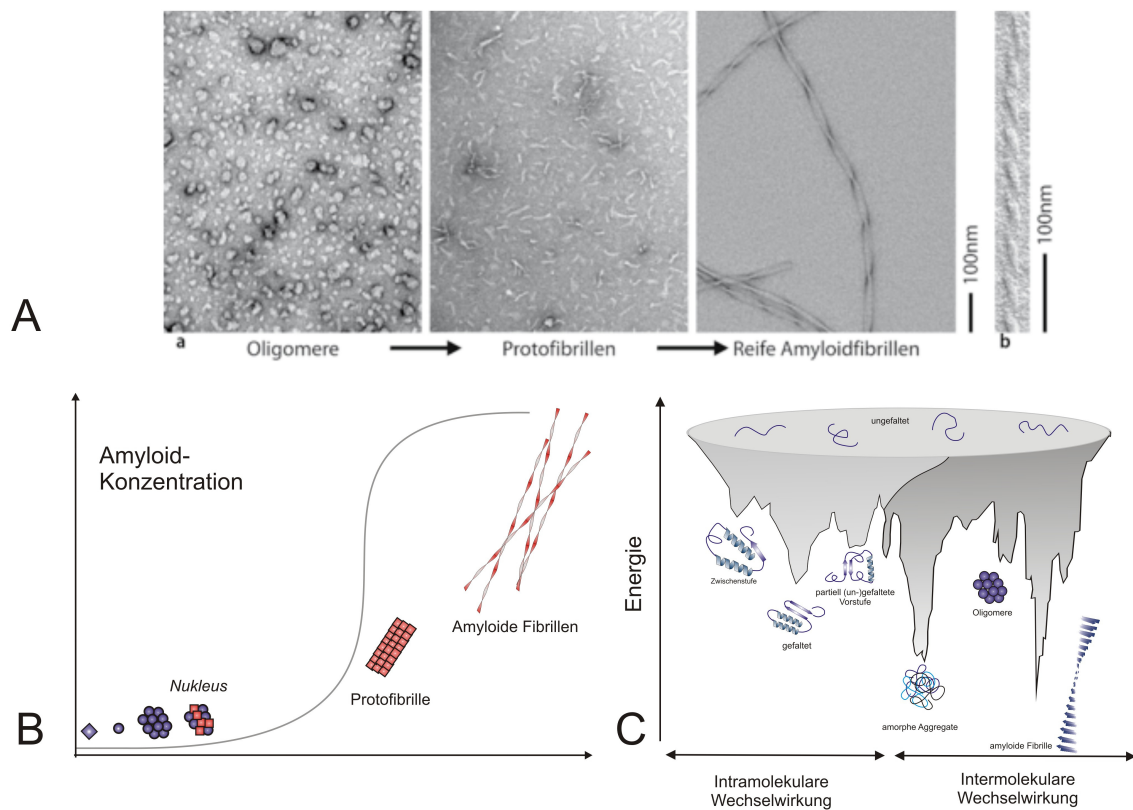 A
a
Oligomere
Protofibrillen
Reife Amyloidfibrillen
100nm
b
100nm
B
Amyloid-
Konzentration
Nukleus
Protofibrille
Amyloide Fibrillen
C
Energie
ungefaltet
Zwischenstufe
partiell (un-)gefaltete
Vorstufe
gefaltet
Oligomere
amorphe Aggregate
amyloide Fibrille
Intramolekulare
Wechselwirkung
Intermolekulare
Wechselwirkung